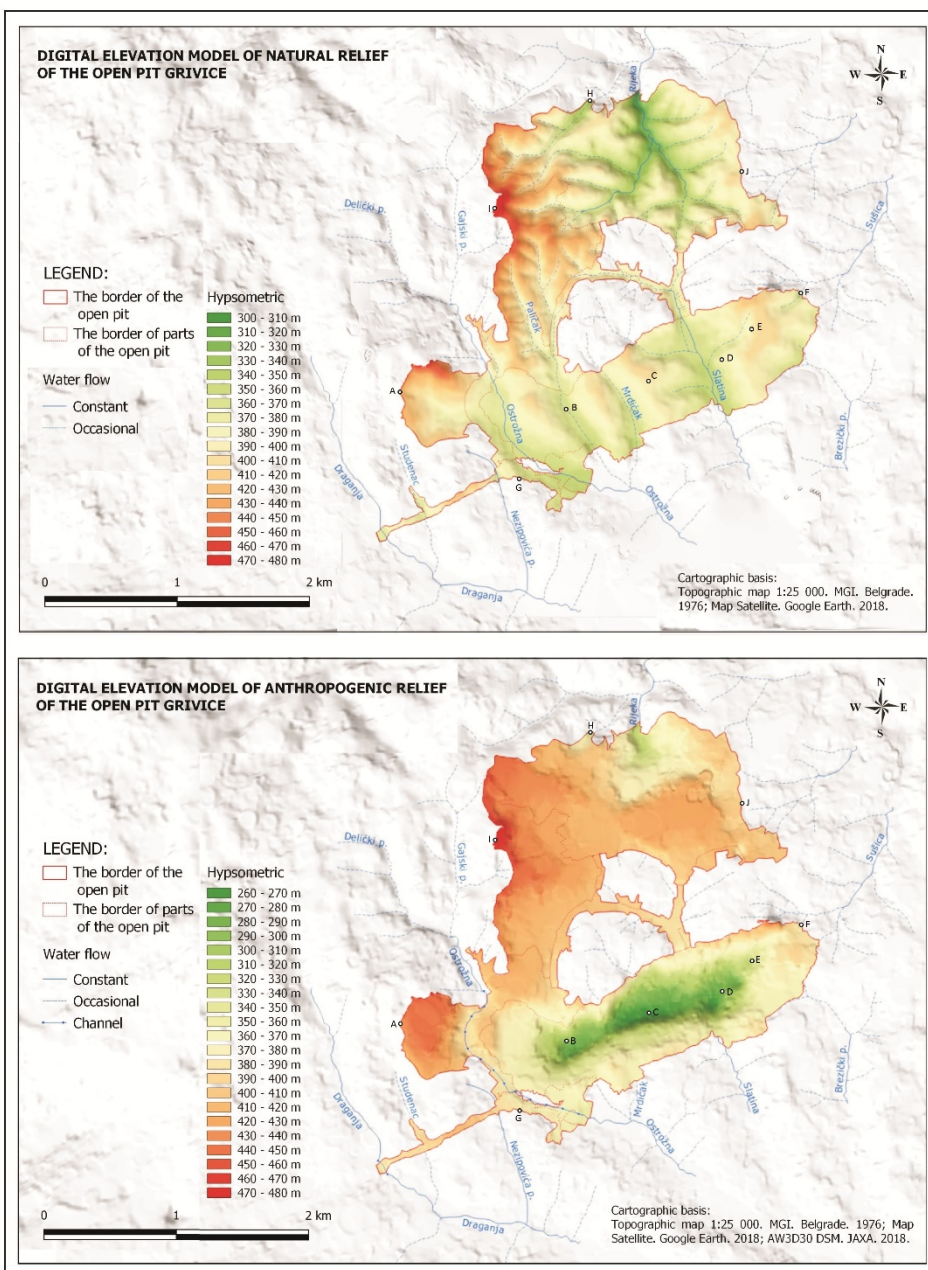 DIGITAL ELEVATION MODEL OF NATURAL RELIEF
OF THE OPEN PIT GRIVICE
N
W E
S
Rijeka
H
J
I
Delički p.
Gajski p.
Sušica
F
E
D
C
B
A
G
Paličak
Ostrožna
Mrdićak
Slatina
Brezički p.
Studenac
Draganja
Ostrožna
Nezipovića p.
Draganja
LEGEND:
The border of the
open pit
The border of parts
of the open pit
Water flow
Constant
Occasional
Hypsometric
300 - 310 m
310 - 320 m
320 - 330 m
330 - 340 m
340 - 350 m
350 - 360 m
360 - 370 m
370 - 380 m
380 - 390 m
390 - 400 m
400 - 410 m
410 - 420 m
420 - 430 m
430 - 440 m
440 - 450 m
450 - 460 m
460 - 470 m
470 - 480 m
0 1 2 km
Cartographic basis:
Topographic map 1:25 000. MGI. Belgrade.
1976; Map Satellite. Google Earth. 2018.
DIGITAL ELEVATION MODEL OF ANTHROPOGENIC RELIEF
OF THE OPEN PIT GRIVICE
N
W E
S
Rijeka
H
J
I
Delički p.
Gajski p.
Sušica
F
E
D
C
B
A
G
Ostrožna
Mrdićak
Slatina
Brezički p.
Studenac
Draganja
Ostrožna
Nezipovića p.
Draganja
LEGEND:
The border of the
open pit
The border of parts
of the open pit
Water flow
Constant
Occasional
Channel
Hypsometric
260 - 270 m
270 - 280 m
280 - 290 m
290 - 300 m
300 - 310 m
310 - 320 m
320 - 330 m
330 - 340 m
340 - 350 m
350 - 360 m
360 - 370 m
370 - 380 m
380 - 390 m
390 - 400 m
400 - 410 m
410 - 420 m
420 - 430 m
430 - 440 m
440 - 450 m
450 - 460 m
460 - 470 m
470 - 480 m
0 1 2 km
Cartographic basis:
Topographic map 1:25 000. MGI. Belgrade. 1976; Map
Satellite. Google Earth. 2018; AW3D30 DSM. JAXA. 2018.